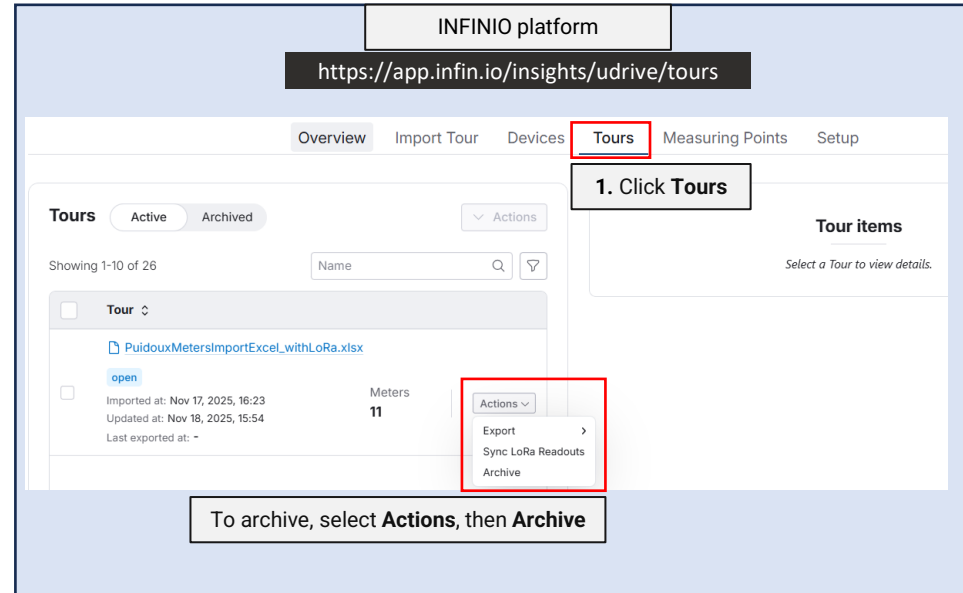 INFINIO platform
https://app.infin.io/insights/udrive/tours
Overview Import Tour Devices Tours Measuring Points Setup
1. Click Tours
Tours Active Archived Actions
Tour items
Showing 1-10 of 26 Name
Select a Tour to view details.
Tour
PuidouxMetersImportExcel_withLoRa.xlsx
open
Imported at: Nov 17, 2025, 16:23
Updated at: Nov 18, 2025, 15:54
Last exported at: -
Meters
11
Actions
Export
Sync LoRa Readouts
Archive
To archive, select Actions, then Archive